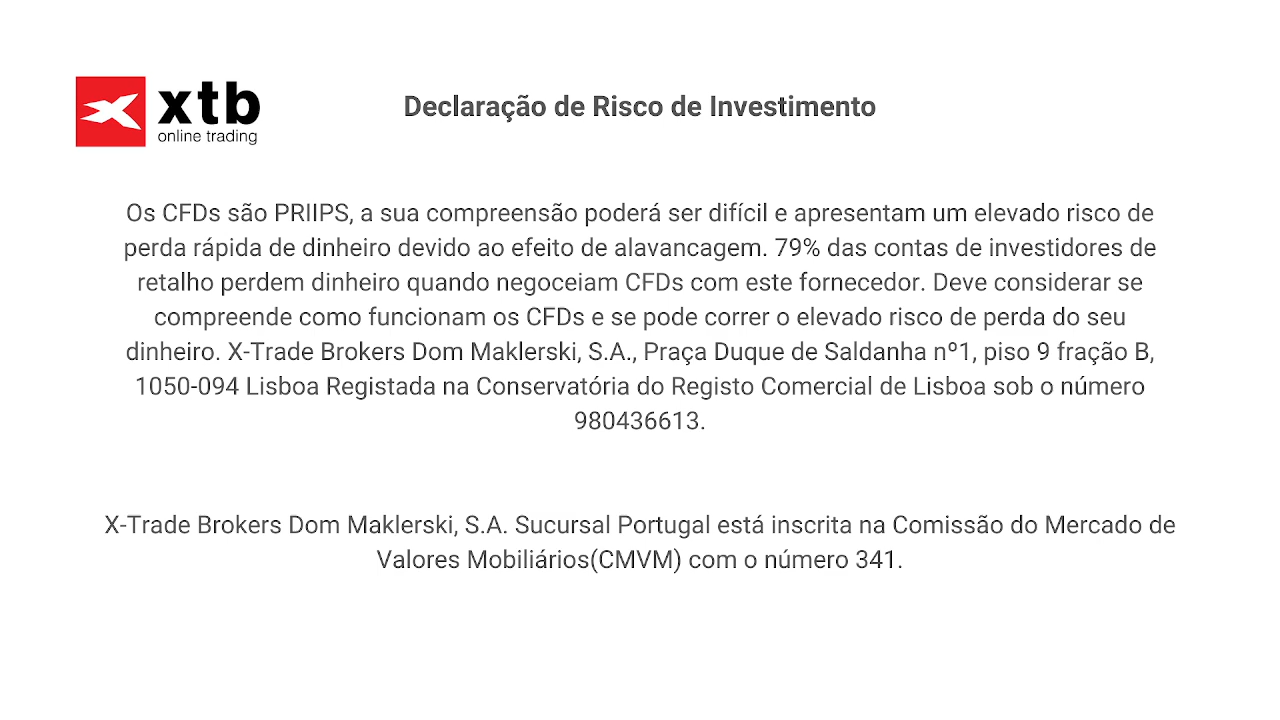 xtb
online trading
Declaração de Risco de Investimento
Os CFDs são PRIIPS, a sua compreensão poderá ser difícil e apresentam um elevado risco de
perda rápida de dinheiro devido ao efeito de alavancagem. 79% das contas de investidores de
retalho perdem dinheiro quando negoceiam CFDs com este fornecedor. Deve considerar se
compreende como funcionam os CFDs e se pode correr o elevado risco de perda do seu
dinheiro. X-Trade Brokers Dom Maklerski, S.A., Praça Duque de Saldanha nº1, piso 9 fração B,
1050-094 Lisboa Registada na Conservatória do Registo Comercial de Lisboa sob o número
980436613.
X-Trade Brokers Dom Maklerski, S.A. Sucursal Portugal está inscrita na Comissão do Mercado de
Valores Mobiliários(CMVM) com o número 341.